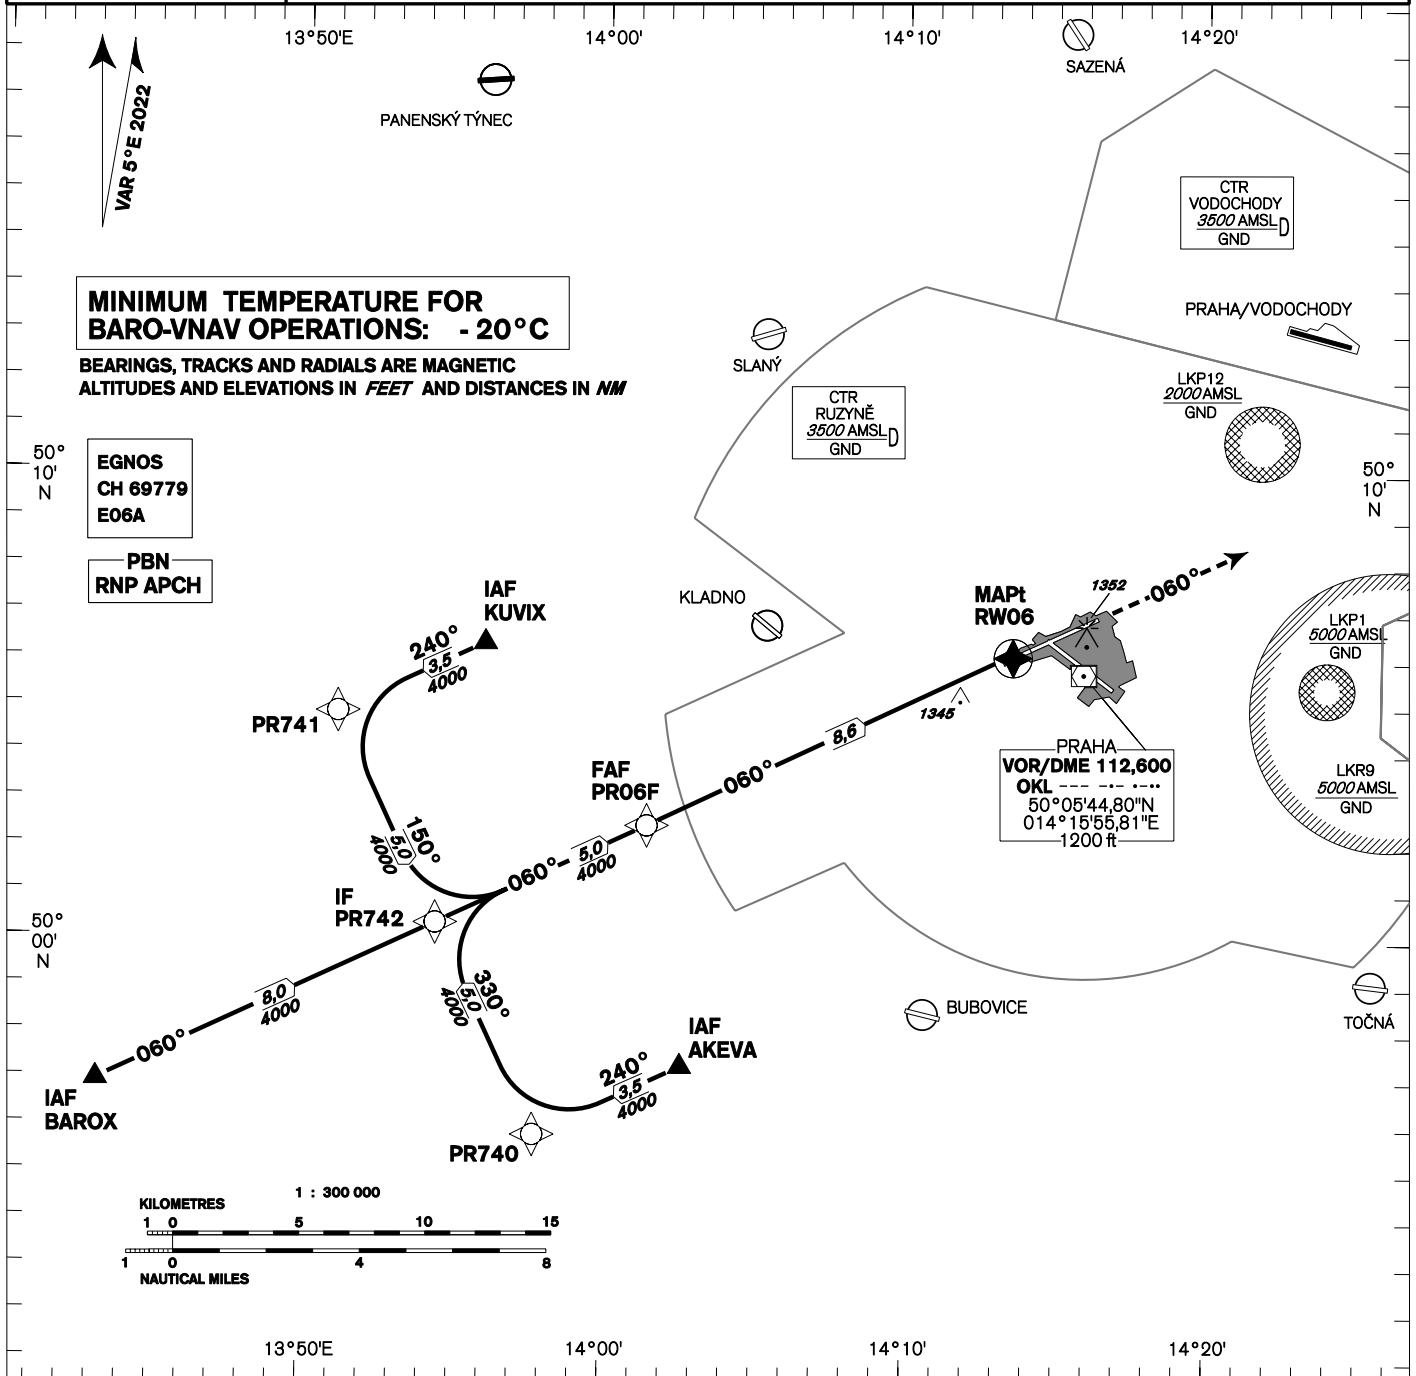 13°50'E
14°00'
14°10'
14°20'
SAZENÁ
PANENSKÝ TÝNEC
VAR 5°E 2022
CTR
VODOCHODY
3500 AMSL D
GND
MINIMUM TEMPERATURE FOR
BARO-VNAV OPERATIONS: - 20°C
PRAHA/VODOCHODY
BEARINGS, TRACKS AND RADIALS ARE MAGNETIC
ALTITUDES AND ELEVATIONS IN FEET AND DISTANCES IN NM
SLANÝ
CTR
RUZYNĚ
3500 AMSL D
GND
LKP12
2000 AMSL
GND
50°
10'
N
50°
10'
N
EGNOS
CH 69779
E06A
PBN
RNP APCH
IAF
KUVIX
KLADNO
MAPt
RW06
1352
060°
LKP1
5000 AMSL
GND
240°
3,5
4000
PR741
1345
8,6
PRAHA
VOR/DME 112,600
OKL ––– –·– ·–··
50°05'44,80"N
014°15'55,81"E
1200 ft
LKR9
5000 AMSL
GND
FAF
PR06F
060°
150°
5,0
4000
060°
5,0
4000
IF
PR742
50°
00'
N
8,0
4000
330°
5,0
4000
060°
BUBOVICE
TOČNÁ
IAF
AKEVA
240°
3,5
4000
IAF
BAROX
PR740
1 : 300 000
KILOMETRES
1 0 5 10 15
1 0 4 8
NAUTICAL MILES
13°50'E
14°00'
14°10'
14°20'